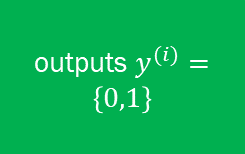 outputs y^{(i)} =
{0,1}